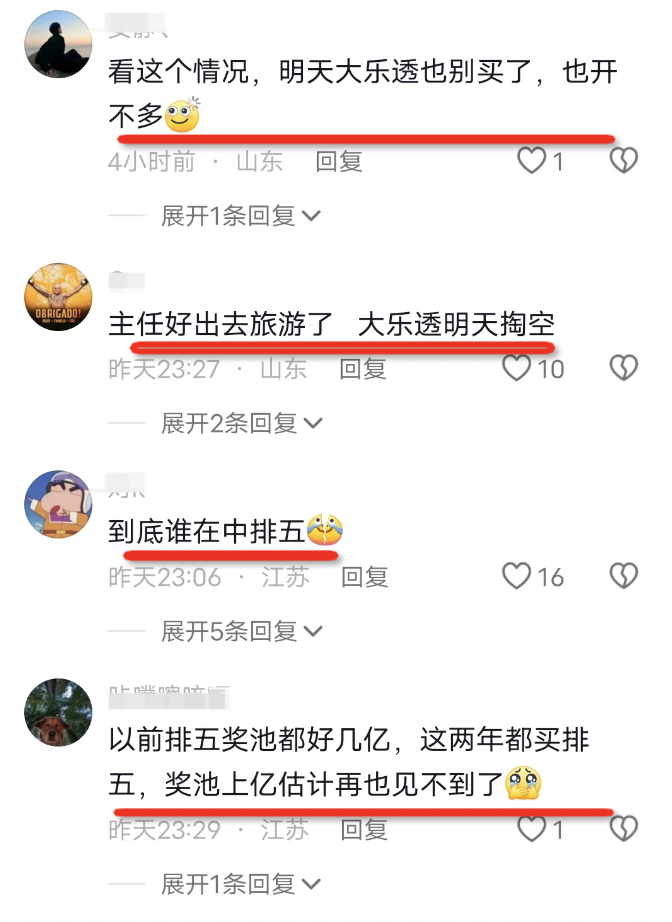 看这个情况，明天大乐透也别买了，也开
不多
4小时前 · 山东 回复 1
展开1条回复
OBRIGADO!
主任好出去旅游了 大乐透明天掏空
昨天23:27 · 山东 回复 10
展开2条回复
到底谁在中排五
昨天23:06 · 江苏 回复 16
展开5条回复
以前排五奖池都好几亿，这两年都买排
五，奖池上亿估计再也见不到了
昨天23:29 · 江苏 回复 1
展开1条回复